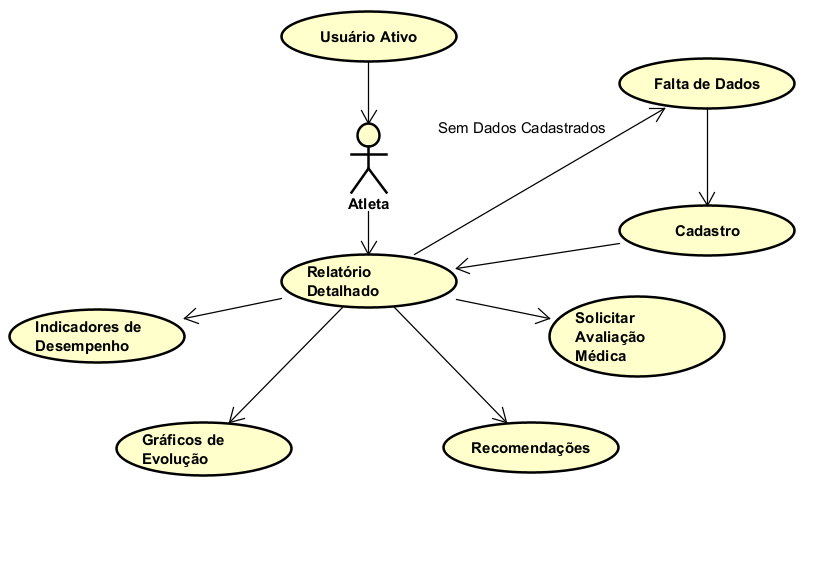 Usuário Ativo
Falta de Dados
Sem Dados Cadastrados
Atleta
Cadastro
Relatório
Detalhado
Indicadores de
Desempenho
Solicitar
Avaliação
Médica
Gráficos de
Evolução
Recomendações